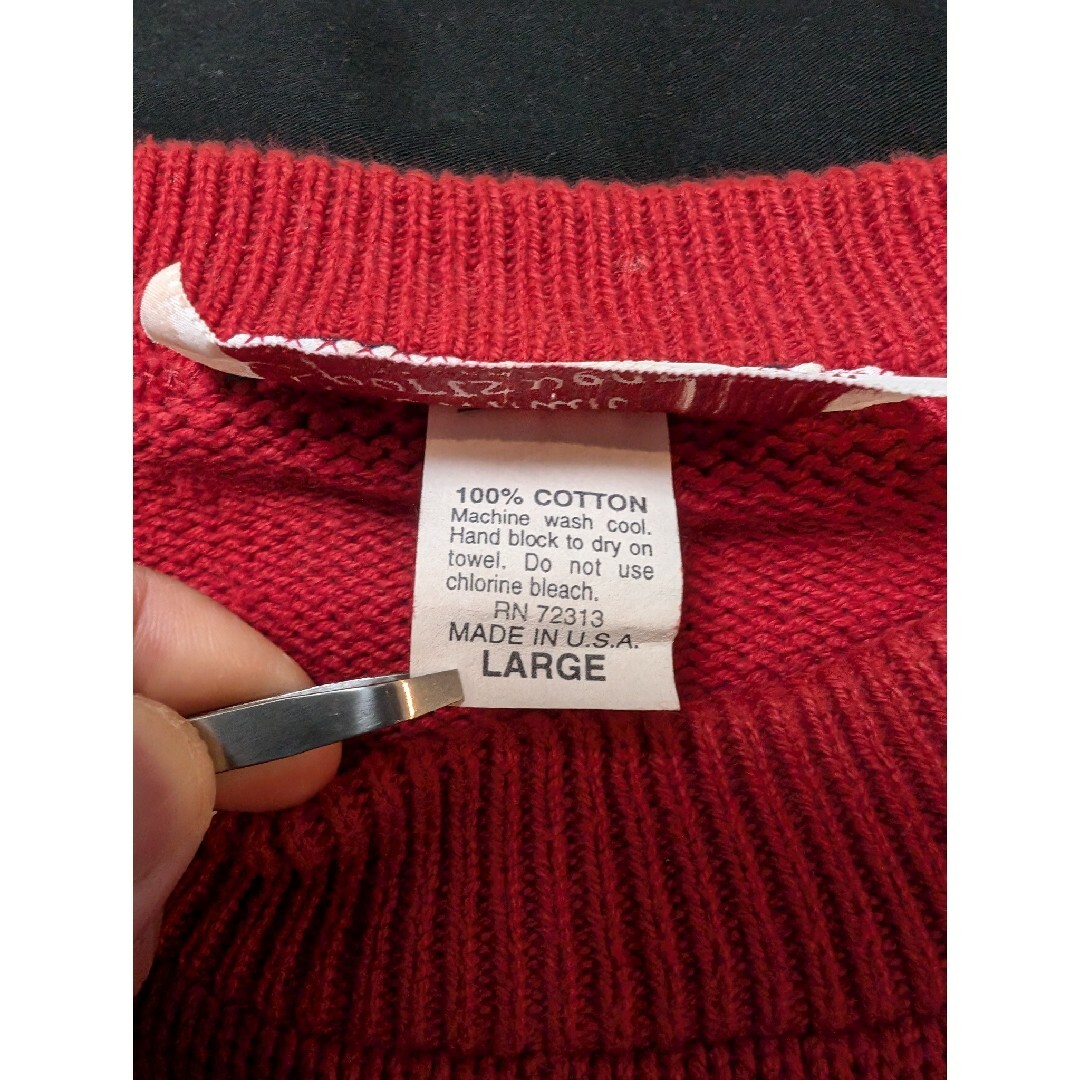 100% COTTON
Machine wash cool.
Hand block to dry on
towel. Do not use
chlorine bleach.
RN 72313
MADE IN U.S.A.
LARGE